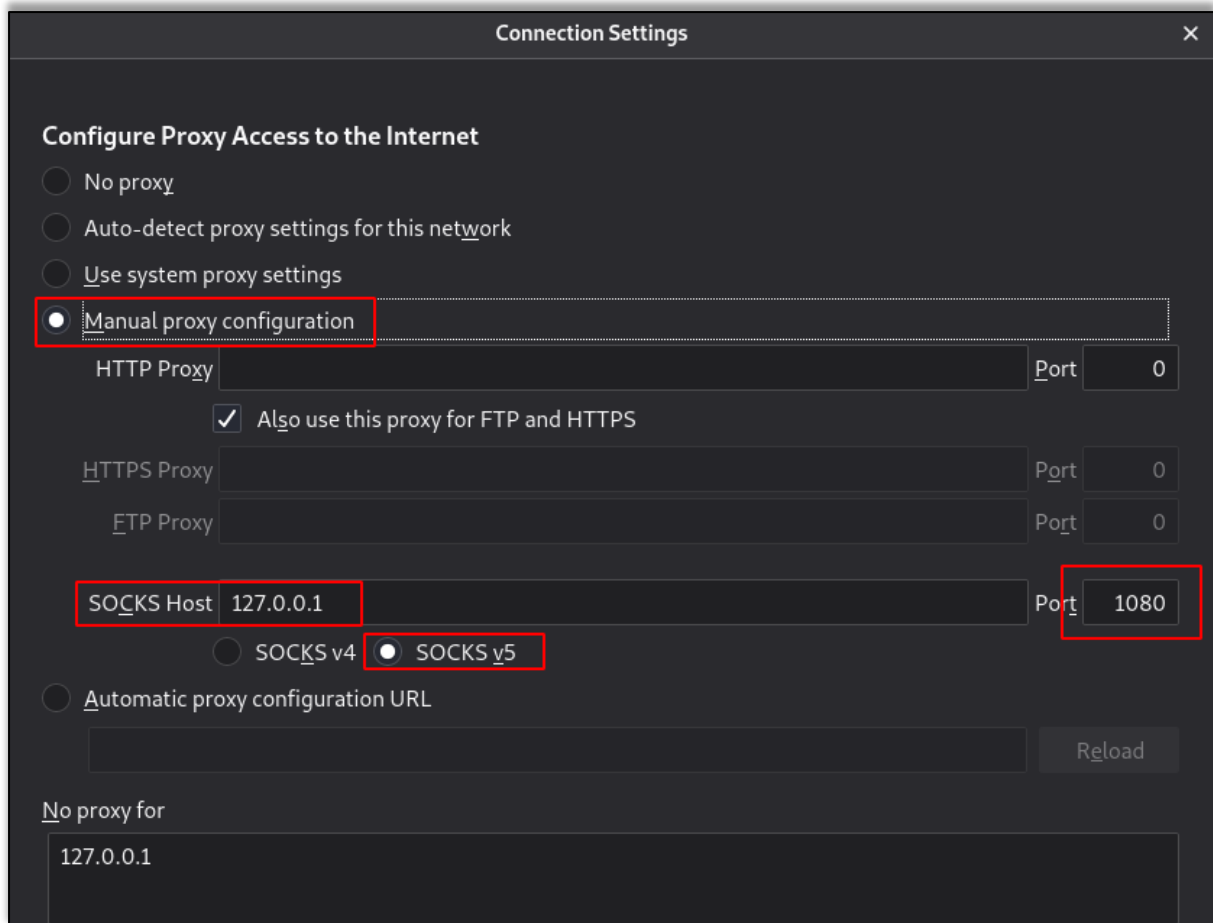 Connection Settings ×
Configure Proxy Access to the Internet
No proxy
Auto-detect proxy settings for this network
Use system proxy settings
Manual proxy configuration
HTTP Proxy Port 0
Also use this proxy for FTP and HTTPS
HTTPS Proxy Port 0
FTP Proxy Port 0
SOCKS Host 127.0.0.1 Port 1080
SOCKS v4 SOCKS v5
Automatic proxy configuration URL
Reload
No proxy for
127.0.0.1